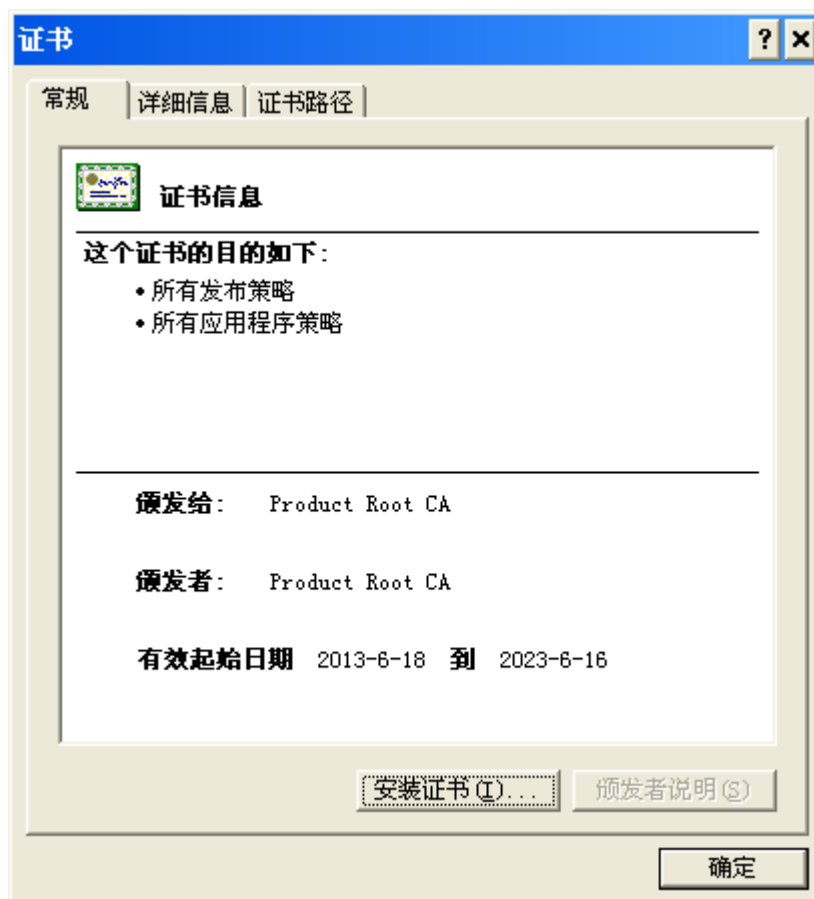 证书
常规 详细信息 证书路径
证书信息
这个证书的目的如下:
•所有发布策略
•所有应用程序策略
颁发给: Product Root CA
颁发者: Product Root CA
有效起始日期 2013-6-18 到 2023-6-16
安装证书(I)... 颁发者说明(S)
确定